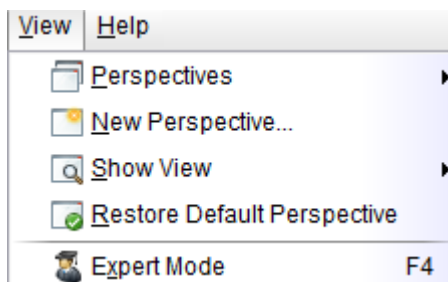 View Help
Perspectives
New Perspective...
Show View
Restore Default Perspective
Expert Mode F4